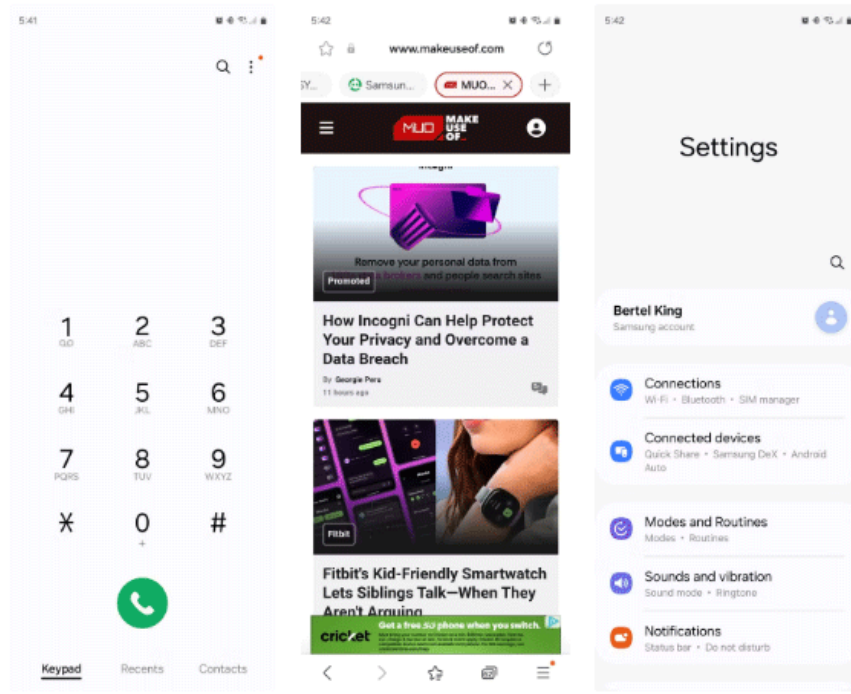 5:41
1
2
ABC
3
DEF
4
GHI
5
JKL
6
MNO
7
PQRS
8
TUV
9
WXYZ
*
0
+
#
Keypad Recents Contacts
5:42
www.makeuseof.com
SY... Samsun... MUO... × +
MUO MAKE
USE
OF
Incogni
Remove your personal data from
data brokers and people search sites
Promoted
How Incogni Can Help Protect
Your Privacy and Overcome a
Data Breach
By Georgie Peru
11 hours ago
Fitbit
Fitbit's Kid-Friendly Smartwatch
Lets Siblings Talk—When They
Aren't Arguing
cricket
Get a free 5G phone when you switch.
5:42
Settings
Bertel King
Samsung account
Connections
Wi-Fi • Bluetooth • SIM manager
Connected devices
Quick Share • Samsung DeX • Android
Auto
Modes and Routines
Modes • Routines
Sounds and vibration
Sound mode • Ringtone
Notifications
Status bar • Do not disturb